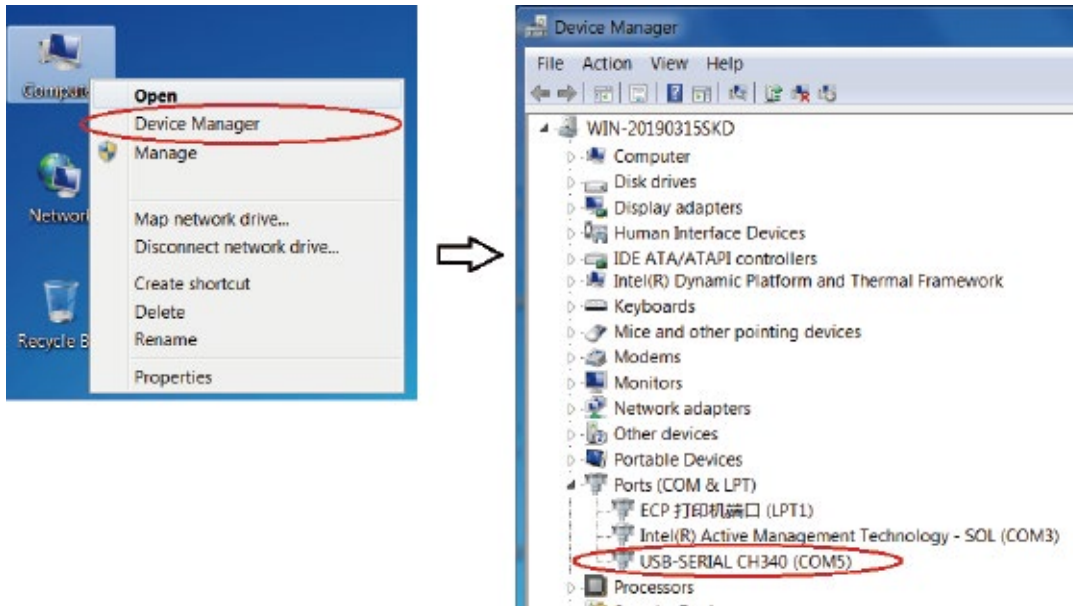 Open
Device Manager
Manage
Network
Map network drive...
Disconnect network drive...
Create shortcut
Delete
Recycle B
Rename
Properties
Device Manager
File Action View Help
WIN-20190315SKD
Computer
Disk drives
Display adapters
Human Interface Devices
IDE ATA/ATAPI controllers
Intel(R) Dynamic Platform and Thermal Framework
Keyboards
Mice and other pointing devices
Modems
Monitors
Network adapters
Other devices
Portable Devices
Ports (COM & LPT)
ECP 打印机端口 (LPT1)
Intel(R) Active Management Technology - SOL (COM3)
USB-SERIAL CH340 (COM5)
Processors